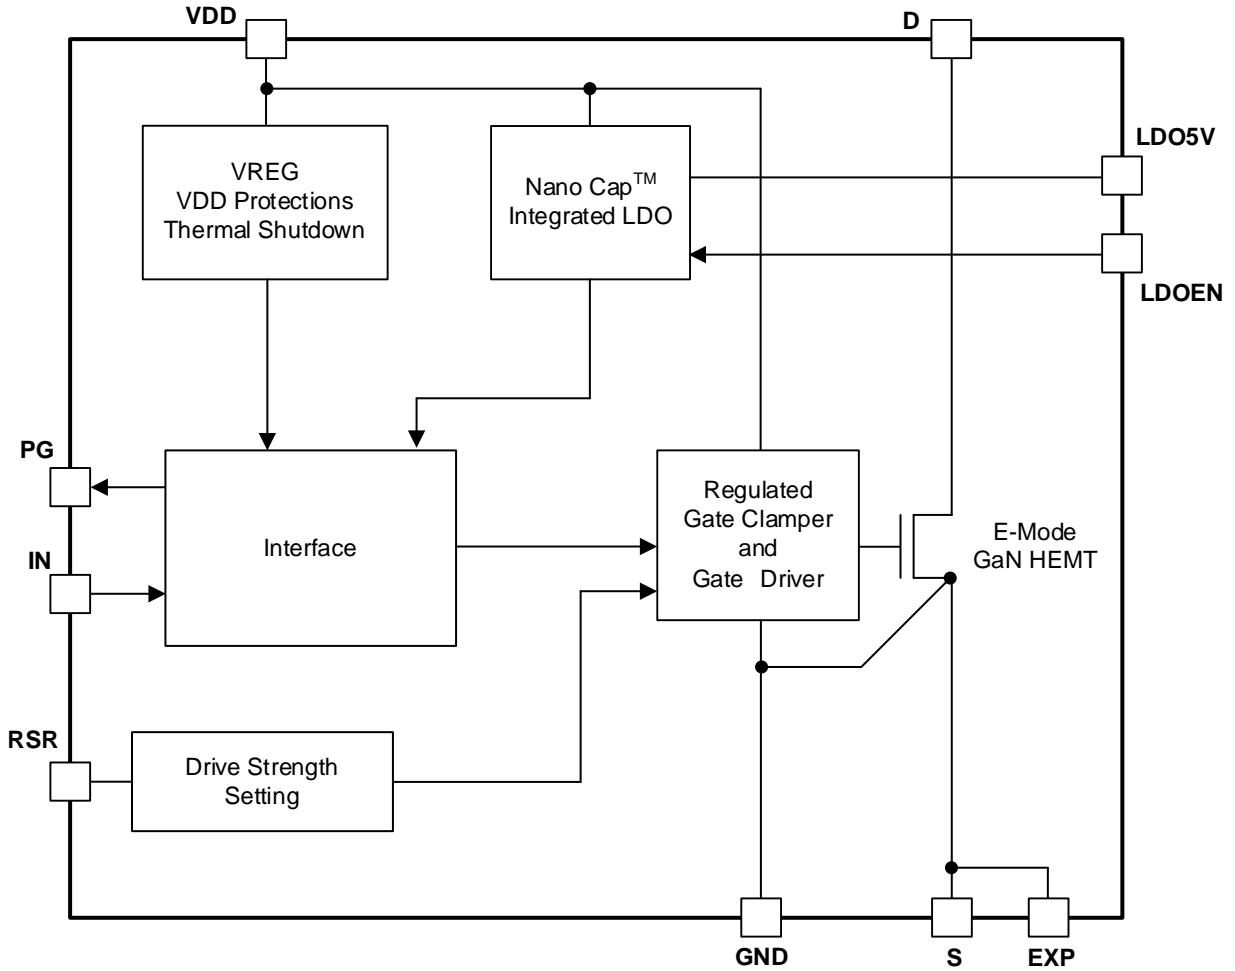 VDD
D
LDO5V
VREG
VDD Protections
Thermal Shutdown
Nano Cap™
Integrated LDO
LDOEN
PG
IN
Interface
Regulated
Gate Clamper
and
Gate Driver
E-Mode
GaN HEMT
RSR
Drive Strength
Setting
GND
S
EXP